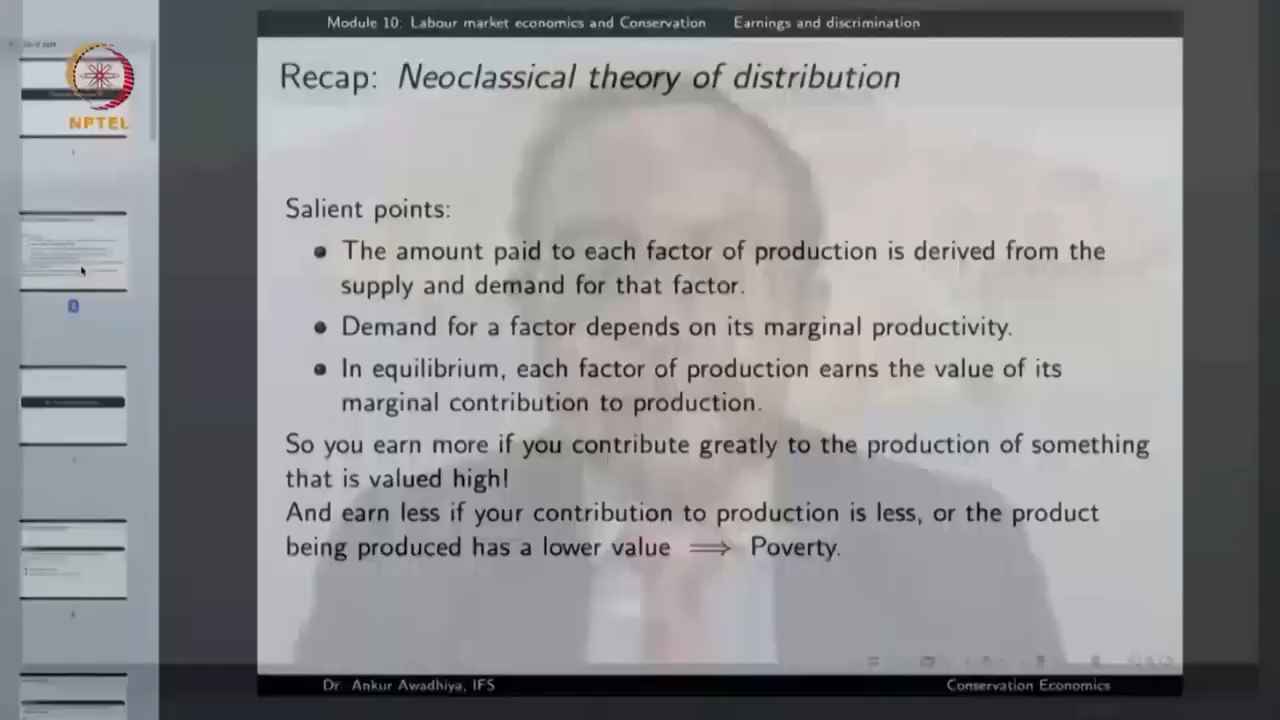 Module 10: Labour market economics and Conservation Earnings and discrimination
NPTEL
Recap: Neoclassical theory of distribution
Salient points:
The amount paid to each factor of production is derived from the
supply and demand for that factor.
Demand for a factor depends on its marginal productivity.
In equilibrium, each factor of production earns the value of its
marginal contribution to production.
So you earn more if you contribute greatly to the production of something
that is valued high!
And earn less if your contribution to production is less, or the product
being produced has a lower value ⟹ Poverty.
Dr. Ankur Awadhiya, IFS Conservation Economics